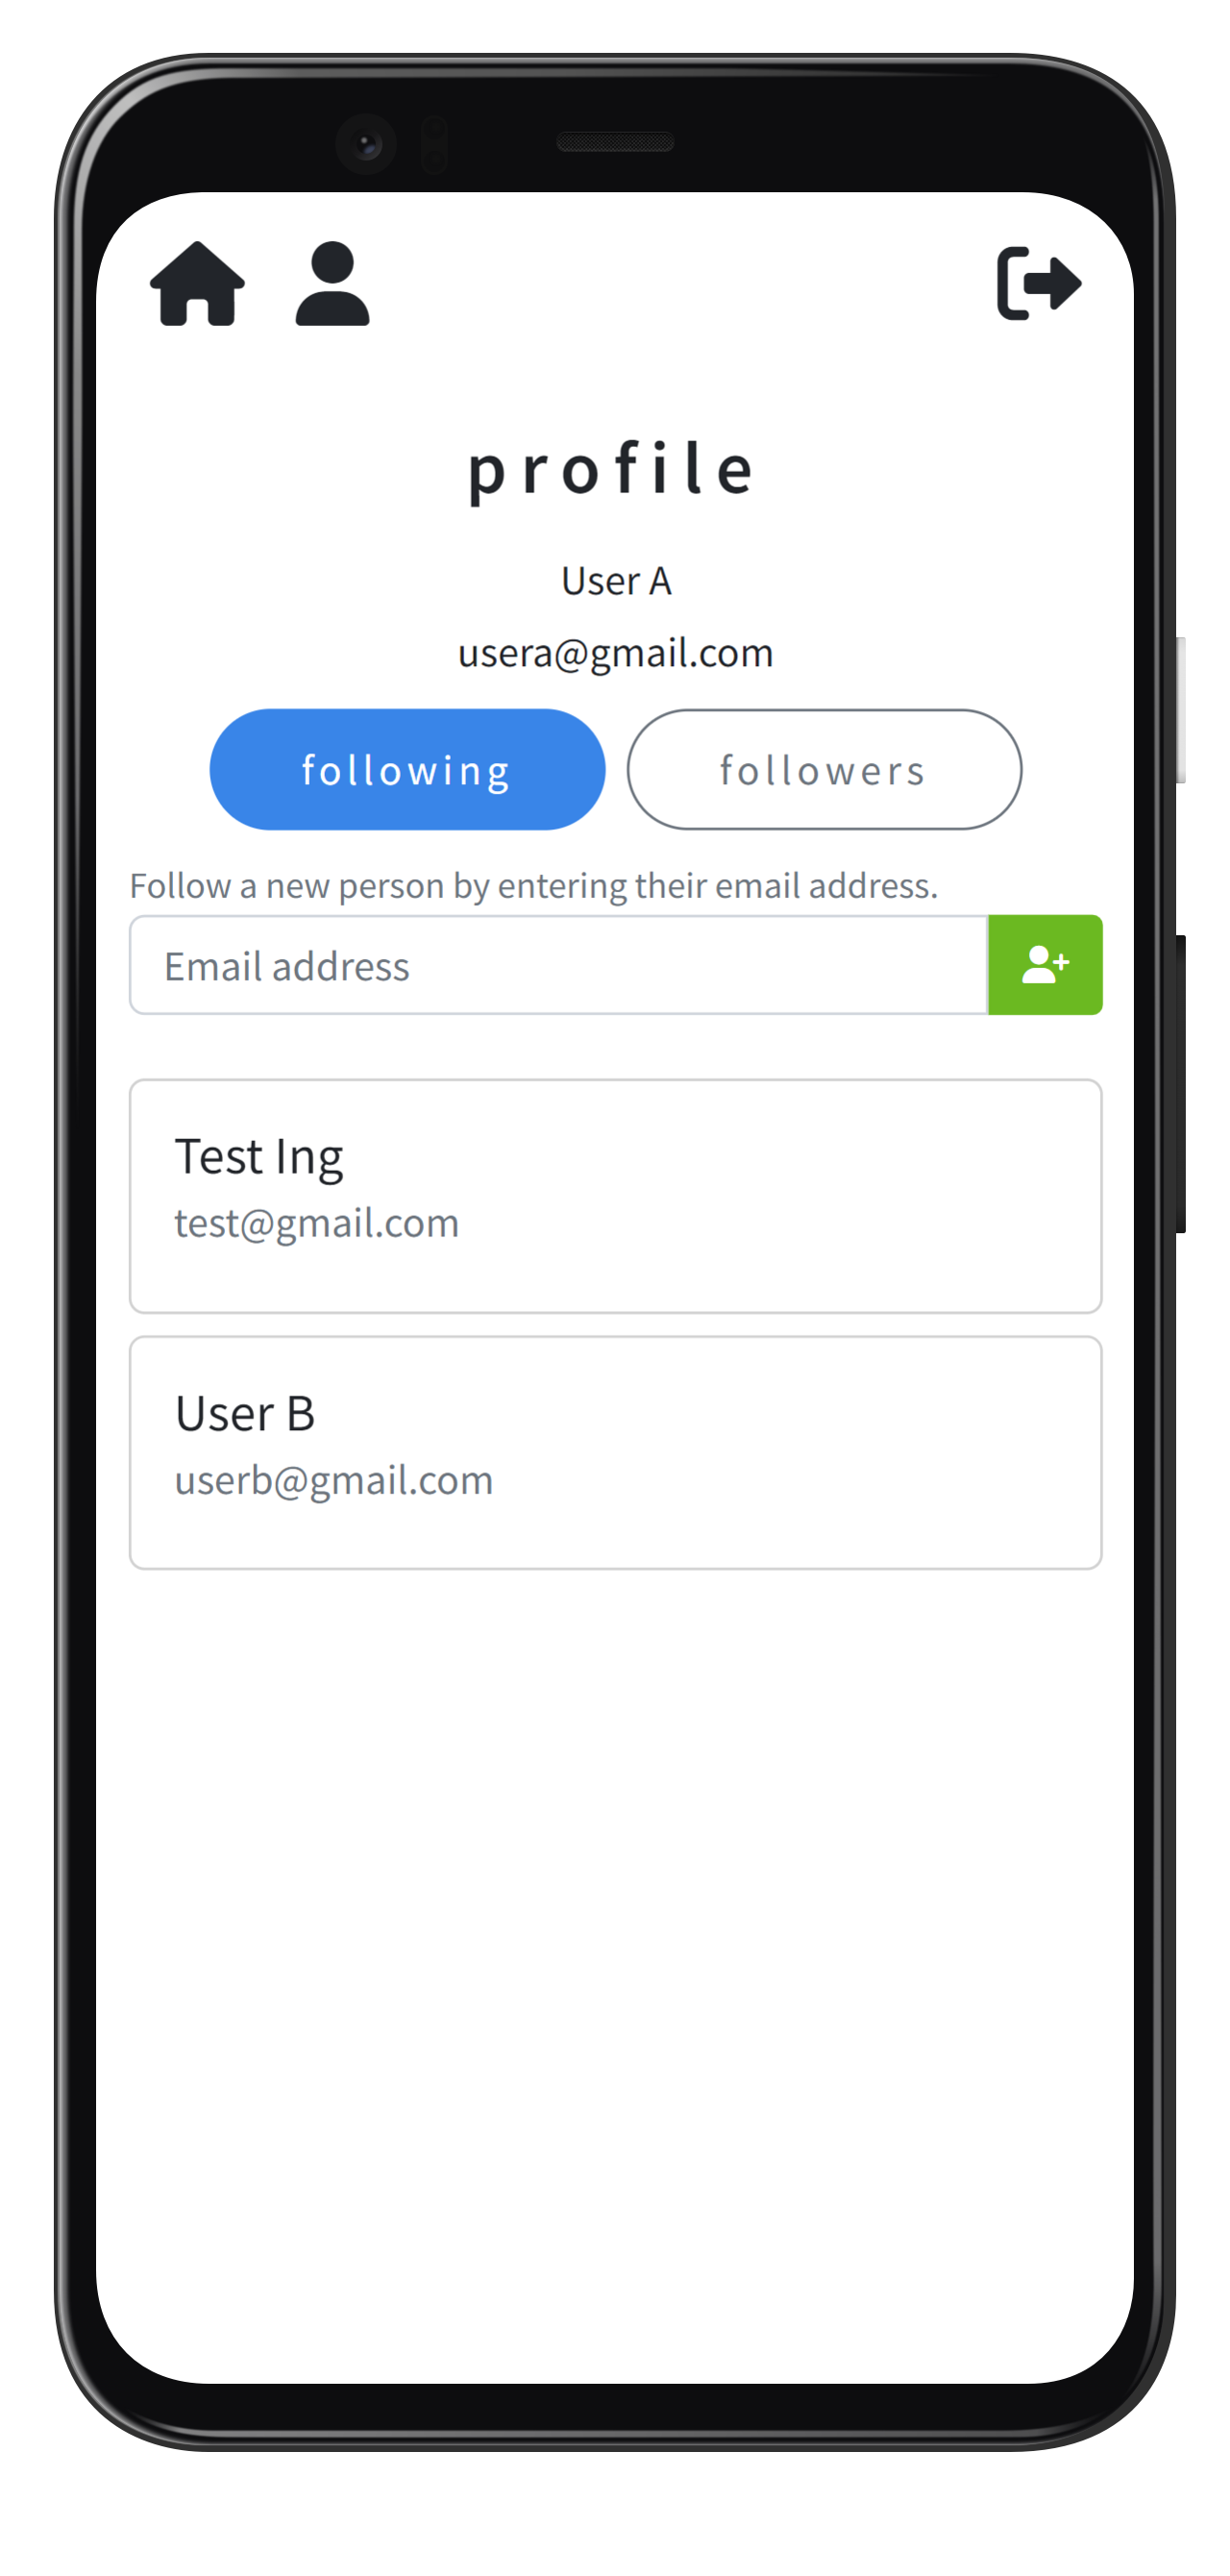 profile
User A
usera@gmail.com
following followers
Follow a new person by entering their email address.
Email address
Test Ing
test@gmail.com
User B
userb@gmail.com